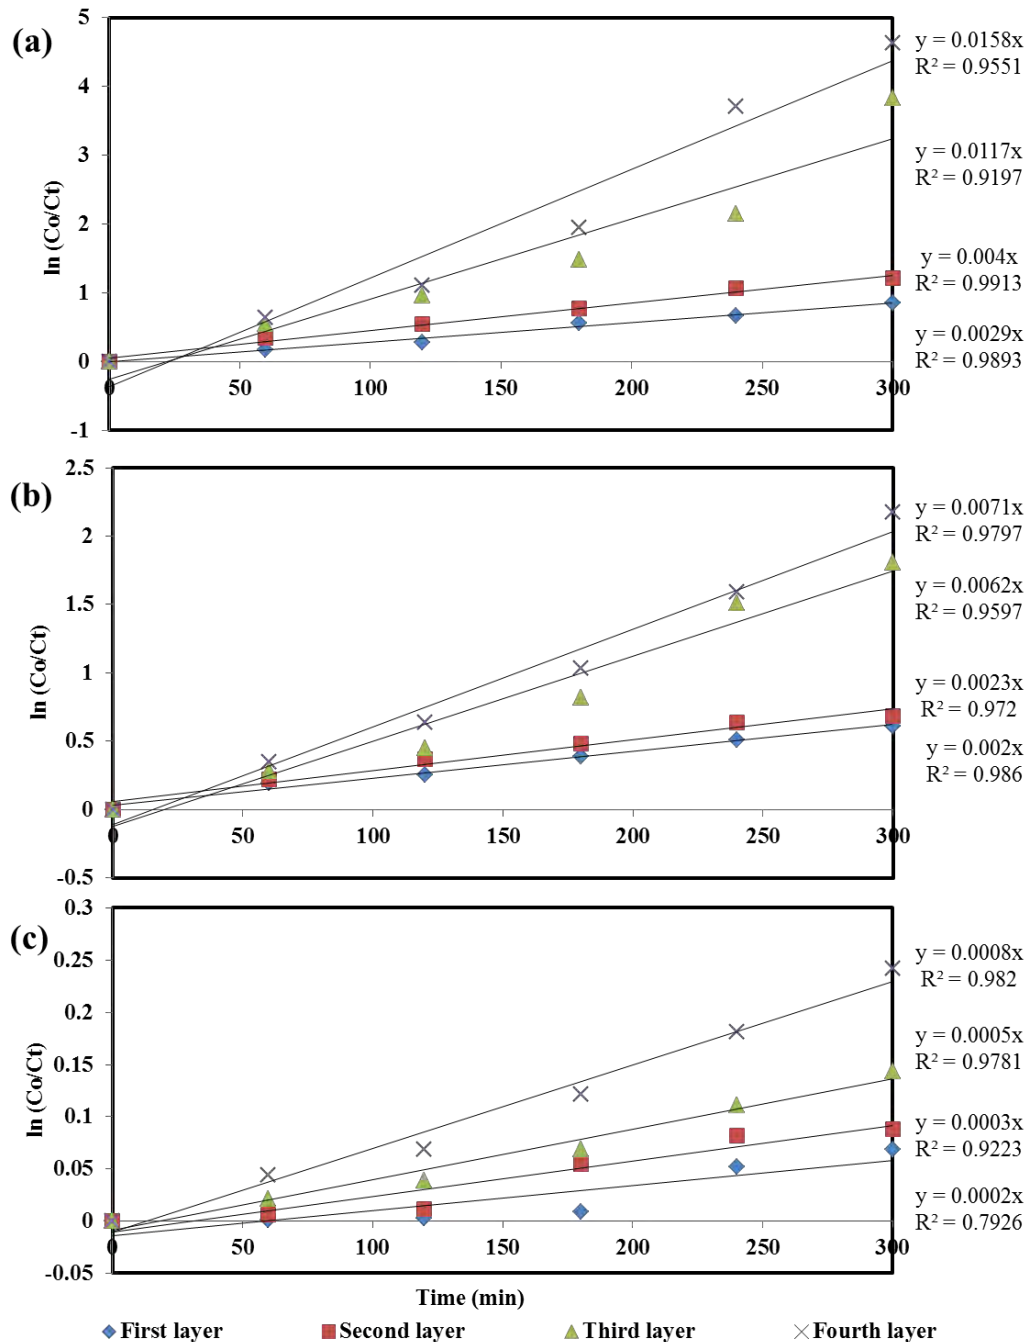 (a)
5
4
3
2
1
0
-1
ln (Co/Ct)
0 50 100 150 200 250 300
y = 0.0158x
R² = 0.9551
y = 0.0117x
R² = 0.9197
y = 0.004x
R² = 0.9913
y = 0.0029x
R² = 0.9893
(b)
2.5
2
1.5
1
0.5
0
-0.5
ln (Co/Ct)
0 50 100 150 200 250 300
y = 0.0071x
R² = 0.9797
y = 0.0062x
R² = 0.9597
y = 0.0023x
R² = 0.972
y = 0.002x
R² = 0.986
(c)
0.3
0.25
0.2
0.15
0.1
0.05
0
-0.05
ln (Co/Ct)
0 50 100 150 200 250 300
y = 0.0008x
R² = 0.982
y = 0.0005x
R² = 0.9781
y = 0.0003x
R² = 0.9223
y = 0.0002x
R² = 0.7926
Time (min)
First layer Second layer Third layer Fourth layer